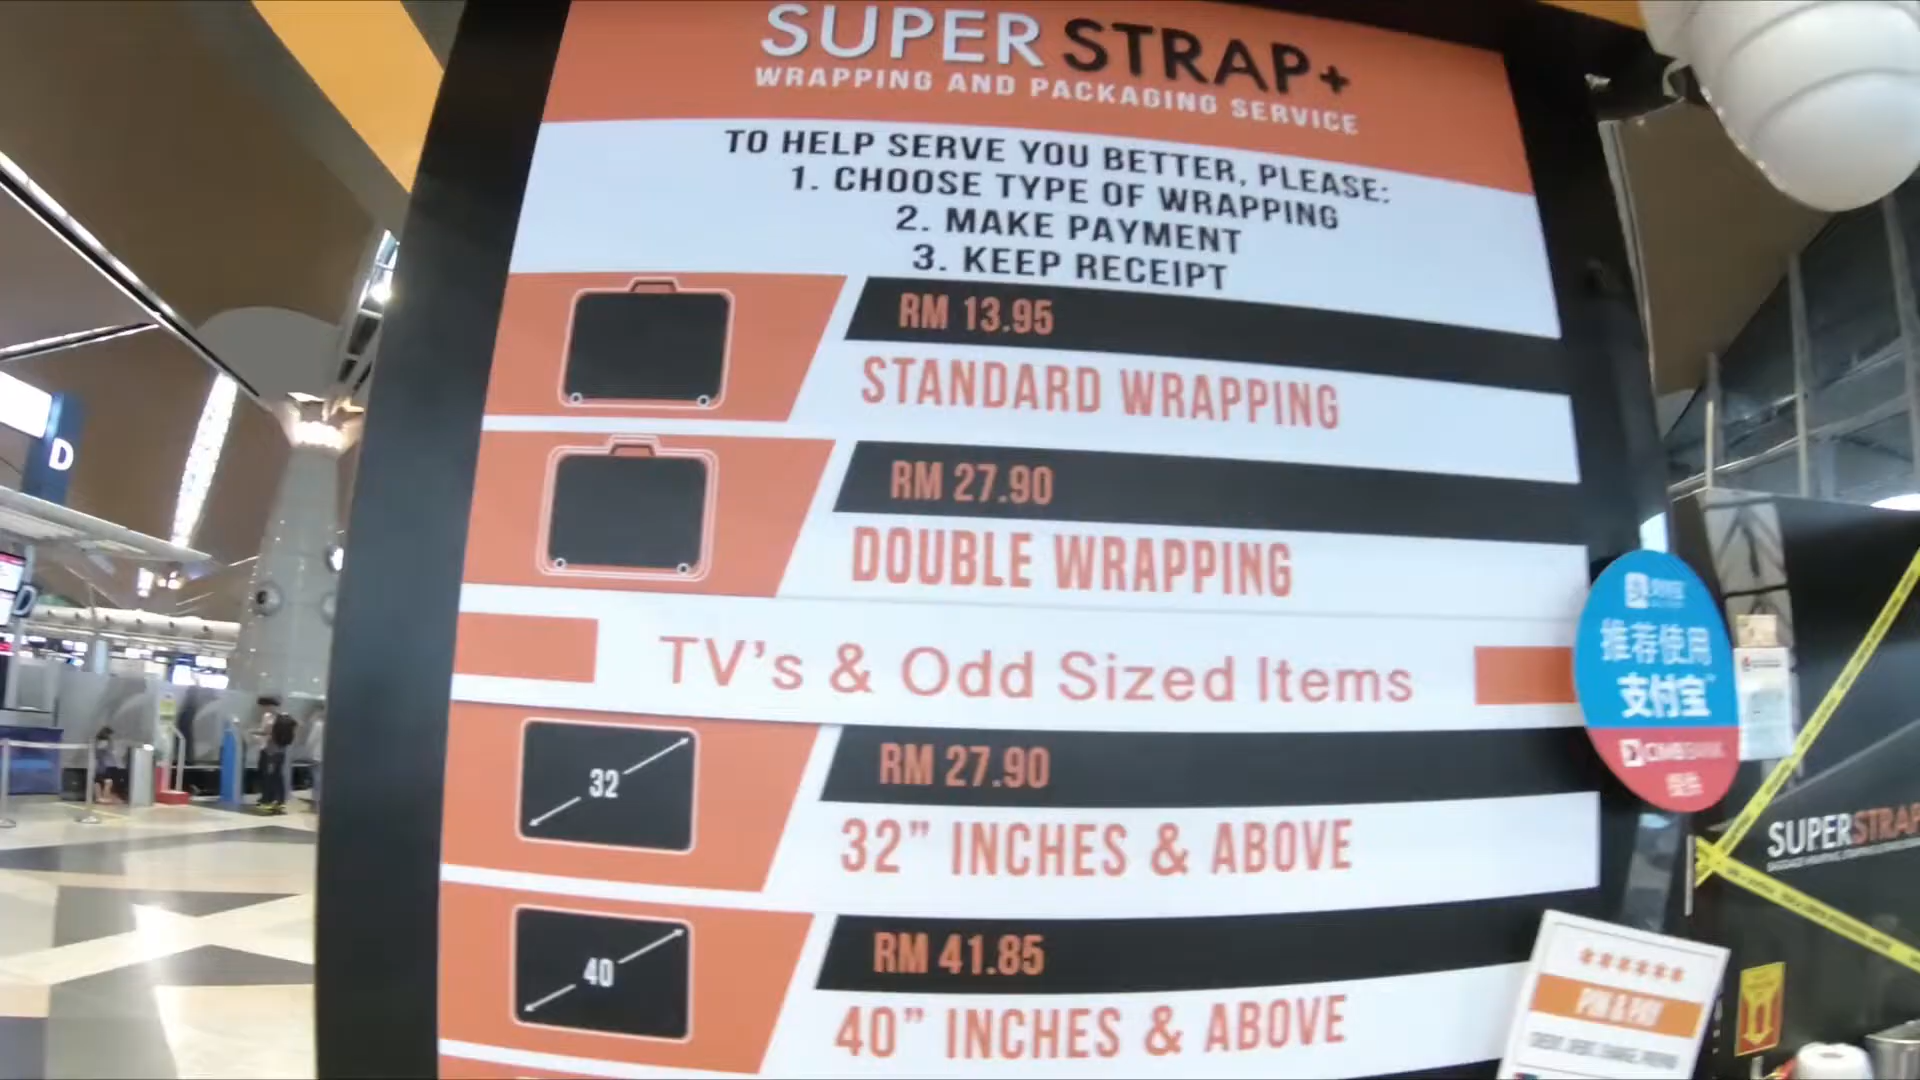 SUPER STRAP+
WRAPPING AND PACKAGING SERVICE
TO HELP SERVE YOU BETTER, PLEASE:
1. CHOOSE TYPE OF WRAPPING
2. MAKE PAYMENT
3. KEEP RECEIPT
RM 13.95
STANDARD WRAPPING
RM 27.90
DOUBLE WRAPPING
TV's & Odd Sized Items
32
RM 27.90
32" INCHES & ABOVE
40
RM 41.85
40" INCHES & ABOVE
D
D
推荐使用
支付宝
CIMB BANK
SUPERSTRAP
PIN & PAY